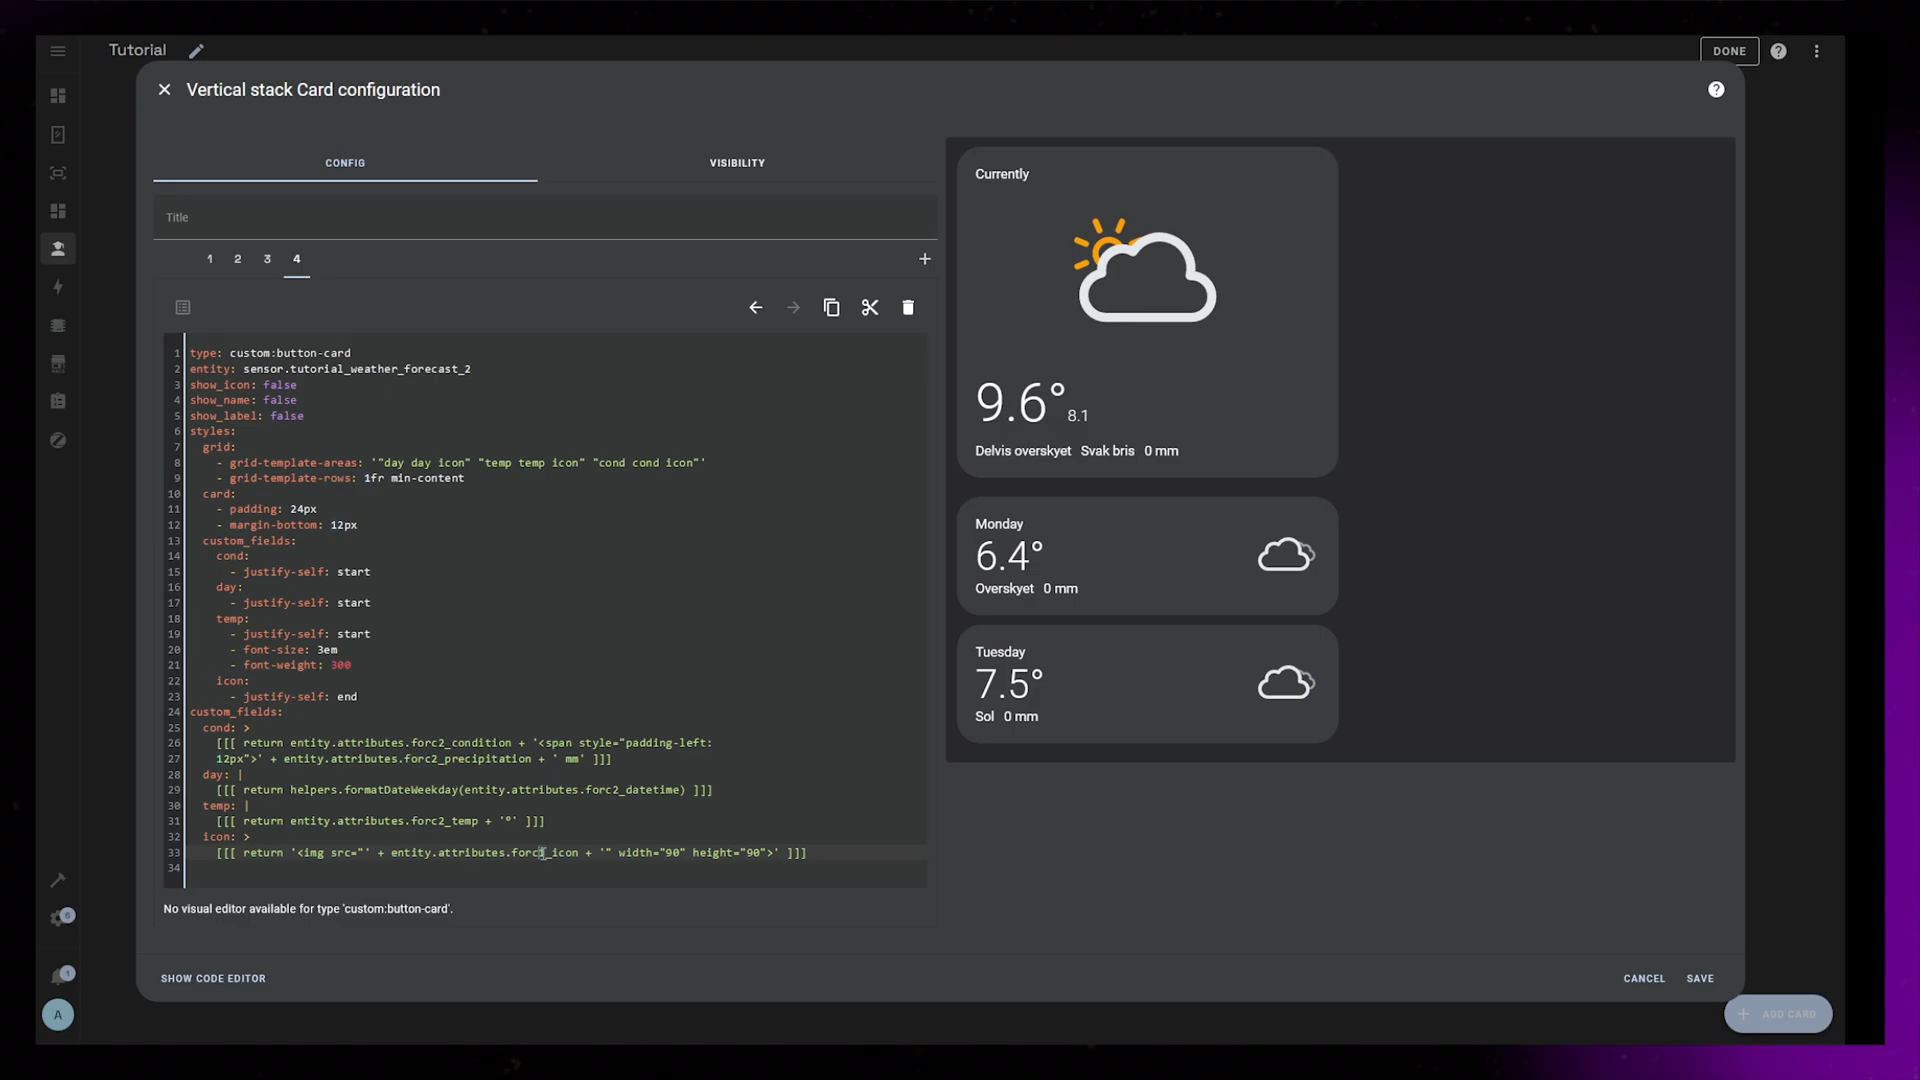 Tutorial
DONE
Vertical stack Card configuration
CONFIG
VISIBILITY
Title
1 2 3 4
1 type: custom:button-card
2 entity: sensor.tutorial_weather_forecast_2
3 show_icon: false
4 show_name: false
5 show_label: false
6 styles:
7 grid:
8 - grid-template-areas: '"day day icon" "temp temp icon" "cond cond icon"'
9 - grid-template-rows: 1fr min-content
10 card:
11 - padding: 24px
12 - margin-bottom: 12px
13 custom_fields:
14 cond:
15 - justify-self: start
16 day:
17 - justify-self: start
18 temp:
19 - justify-self: start
20 - font-size: 3em
21 - font-weight: 300
22 icon:
23 - justify-self: end
24 custom_fields:
25 cond: >
26 [[[ return entity.attributes.forc2_condition + '<span style="padding-left:
27 12px">' + entity.attributes.forc2_precipitation + ' mm' ]]]
28 day: |
29 [[[ return helpers.formatDateWeekday(entity.attributes.forc2_datetime) ]]]
30 temp: |
31 [[[ return entity.attributes.forc2_temp + '°' ]]]
32 icon: >
33 [[[ return '<img src="' + entity.attributes.forc1_icon + '" width="90" height="90">' ]]]
34
No visual editor available for type 'custom:button-card'.
SHOW CODE EDITOR
Currently
9.6° 8.1
Delvis overskyet Svak bris 0 mm
Monday
6.4°
Overskyet 0 mm
Tuesday
7.5°
Sol 0 mm
CANCEL
SAVE
6
1
A
ADD CARD